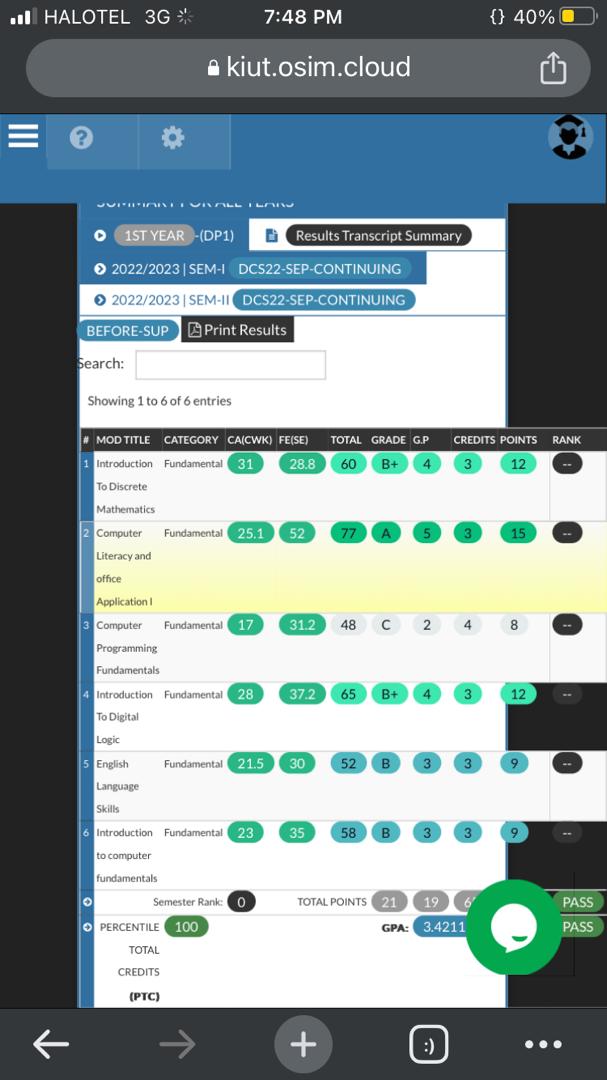 HALOTEL 3G 7:48 PM {} 40%
kiut.osim.cloud
SUMMARY FOR ALL YEARS
1ST YEAR -(DP1) Results Transcript Summary
2022/2023 | SEM-I DCS22-SEP-CONTINUING
2022/2023 | SEM-II DCS22-SEP-CONTINUING
BEFORE-SUP Print Results
Search:
Showing 1 to 6 of 6 entries
# MOD TITLE CATEGORY CA(CWK) FE(SE) TOTAL GRADE G.P CREDITS POINTS RANK
1 Introduction Fundamental 31 28.8 60 B+ 4 3 12 --
To Discrete
Mathematics
2 Computer Fundamental 25.1 52 77 A 5 3 15 --
Literacy and
office
Application I
3 Computer Fundamental 17 31.2 48 C 2 4 8 --
Programming
Fundamentals
4 Introduction Fundamental 28 37.2 65 B+ 4 3 12 --
To Digital
Logic
5 English Fundamental 21.5 30 52 B 3 3 9 --
Language
Skills
6 Introduction Fundamental 23 35 58 B 3 3 9 --
to computer
fundamentals
Semester Rank: 0 TOTAL POINTS 21 19 PASS
PERCENTILE 100 GPA: 3.4211 PASS
TOTAL
CREDITS
(PTC)
:)